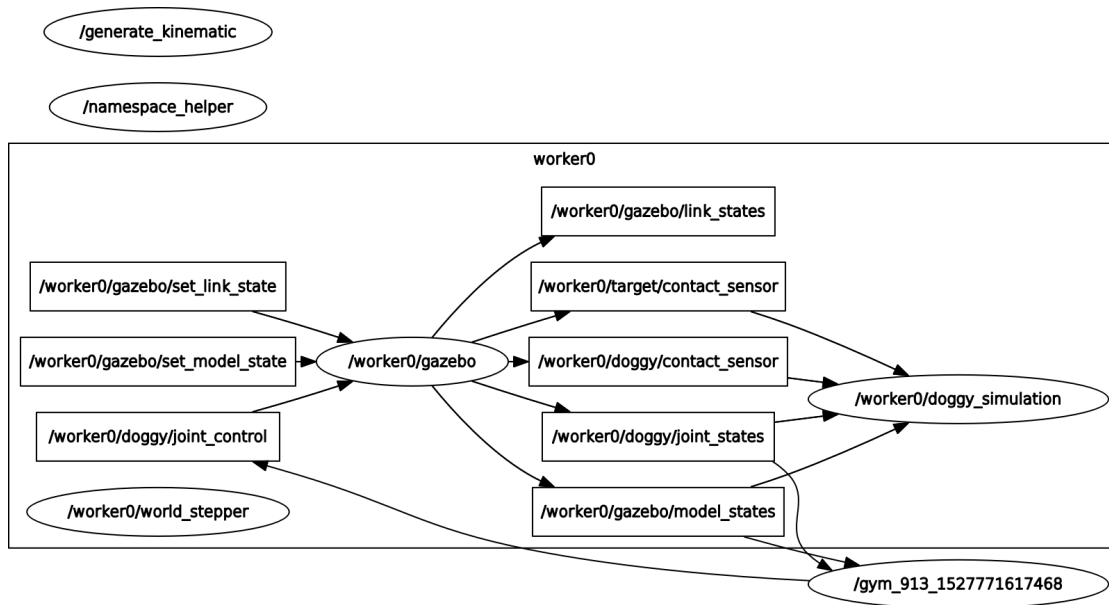 /generate_kinematic
/namespace_helper
worker0
/worker0/gazebo/link_states
/worker0/gazebo/set_link_state
/worker0/target/contact_sensor
/worker0/gazebo/set_model_state
/worker0/gazebo
/worker0/doggy/contact_sensor
/worker0/doggy_simulation
/worker0/doggy/joint_control
/worker0/doggy/joint_states
/worker0/world_stepper
/worker0/gazebo/model_states
/gym_913_1527771617468